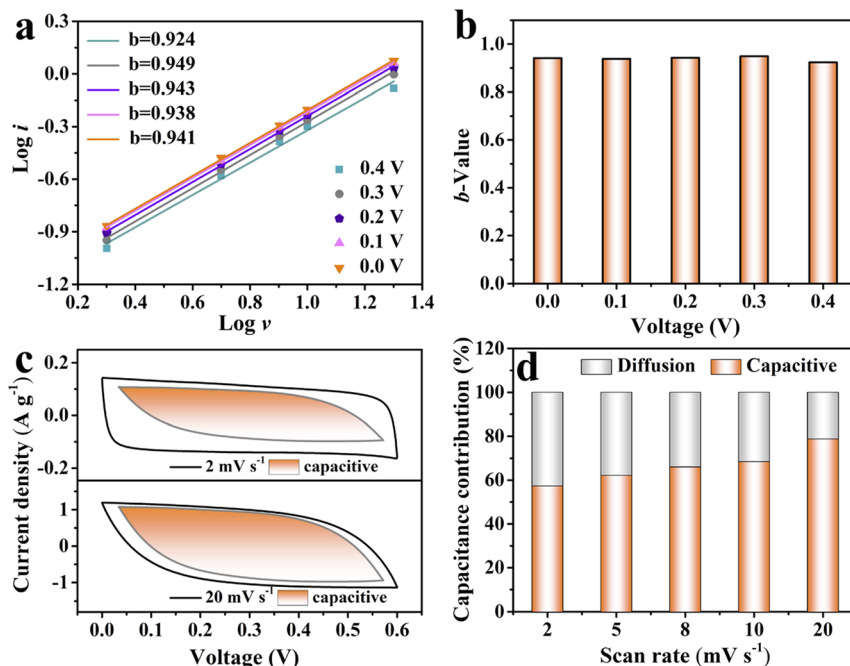 a
b=0.924
b=0.949
b=0.943
b=0.938
b=0.941
0.4 V
0.3 V
0.2 V
0.1 V
0.0 V
0.3
0.0
-0.3
-0.6
-0.9
-1.2
Log i
0.2 0.4 0.6 0.8 1.0 1.2 1.4
Log v
b
1.0
0.8
0.6
0.4
0.2
0.0
b-Value
0.0 0.1 0.2 0.3 0.4
Voltage (V)
c
0.2
0.0
-0.2
2 mV s⁻¹ capacitive
1
0
-1
20 mV s⁻¹ capacitive
Current density (A g⁻¹)
0.0 0.1 0.2 0.3 0.4 0.5 0.6
Voltage (V)
d
Diffusion Capacitive
120
100
80
60
40
20
0
Capacitance contribution (%)
2 5 8 10 20
Scan rate (mV s⁻¹)